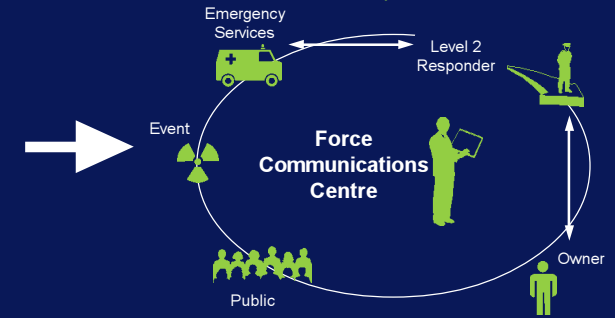 Emergency
Services
Level 2
Responder
Event
Force
Communications
Centre
Owner
Public